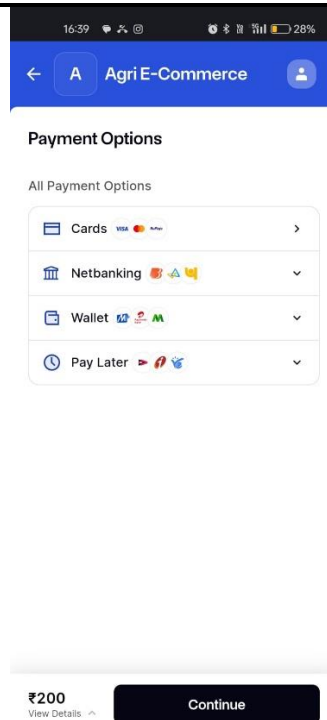 16:39 28%
A Agri E-Commerce
Payment Options
All Payment Options
Cards VISA RuPay
Netbanking
Wallet
Pay Later
₹200
View Details
Continue